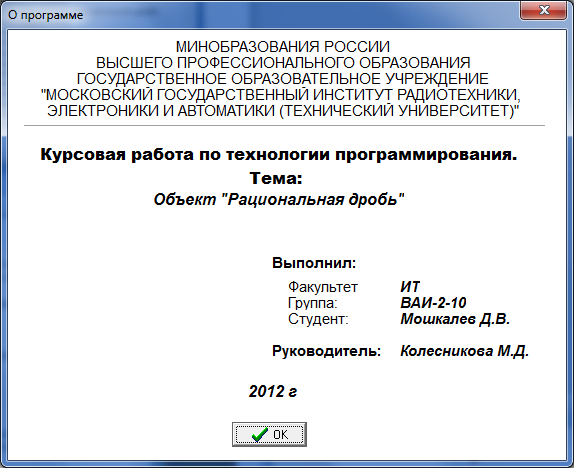 О программе
МИНОБРАЗОВАНИЯ РОССИИ
ВЫСШЕГО ПРОФЕССИОНАЛЬНОГО ОБРАЗОВАНИЯ
ГОСУДАРСТВЕННОЕ ОБРАЗОВАТЕЛЬНОЕ УЧРЕЖДЕНИЕ
"МОСКОВСКИЙ ГОСУДАРСТВЕННЫЙ ИНСТИТУТ РАДИОТЕХНИКИ,
ЭЛЕКТРОНИКИ И АВТОМАТИКИ (ТЕХНИЧЕСКИЙ УНИВЕРСИТЕТ)"
Курсовая работа по технологии программирования.
Тема:
Объект "Рациональная дробь"
Выполнил:
Факультет ИТ
Группа: ВАИ-2-10
Студент: Мошкалев Д.В.
Руководитель: Колесникова М.Д.
2012 г
OK